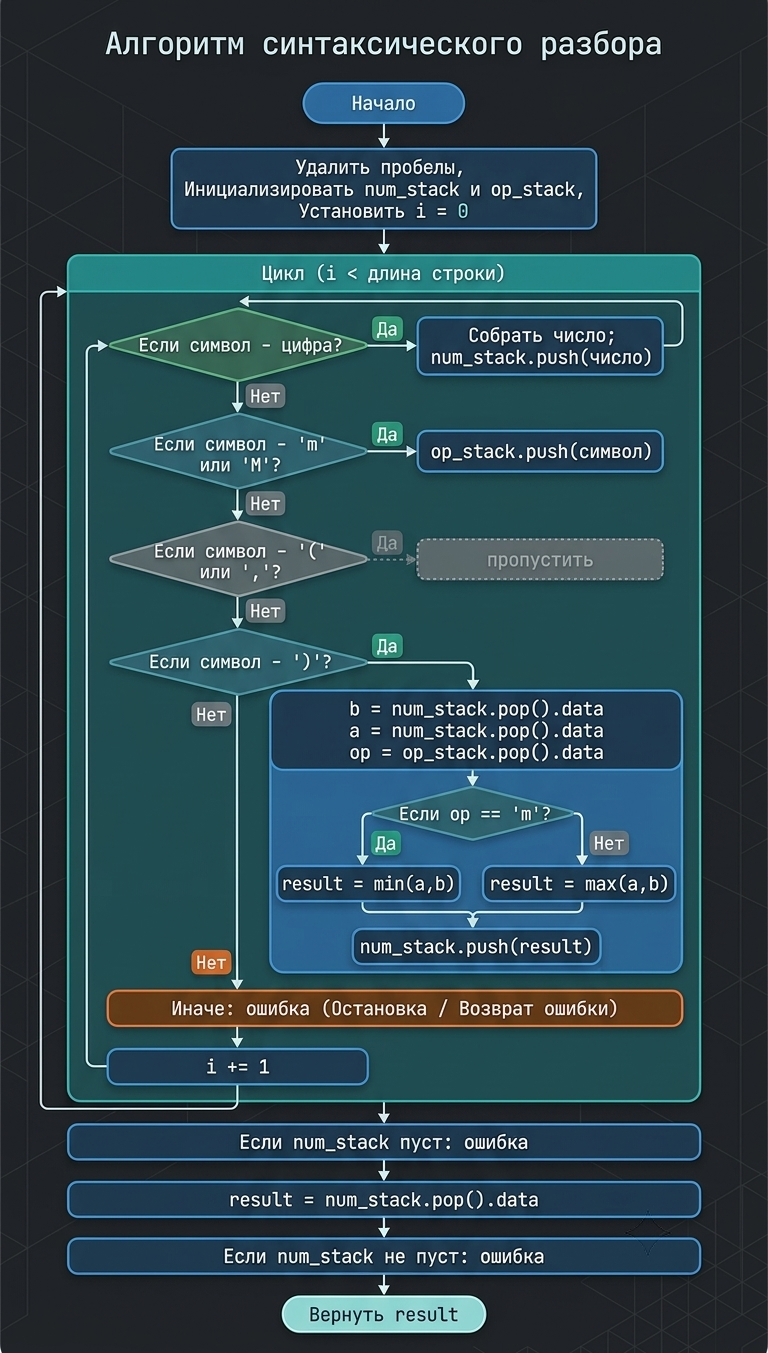 Алгоритм синтаксического разбора
Начало
Удалить пробелы,
Инициализировать num_stack и op_stack,
Установить i = 0
Цикл (i < длина строки)
Если символ - цифра?
Да
Собрать число;
num_stack.push(число)
Нет
Если символ - 'm'
или 'M'?
Да
op_stack.push(символ)
Нет
Если символ - '('
или ','?
Да
пропустить
Нет
Если символ - ')'?
Да
Нет
b = num_stack.pop().data
a = num_stack.pop().data
op = op_stack.pop().data
Если op == 'm'?
Да
Нет
result = min(a,b)
result = max(a,b)
num_stack.push(result)
Нет
Иначе: ошибка (Остановка / Возврат ошибки)
i += 1
Если num_stack пуст: ошибка
result = num_stack.pop().data
Если num_stack не пуст: ошибка
Вернуть result